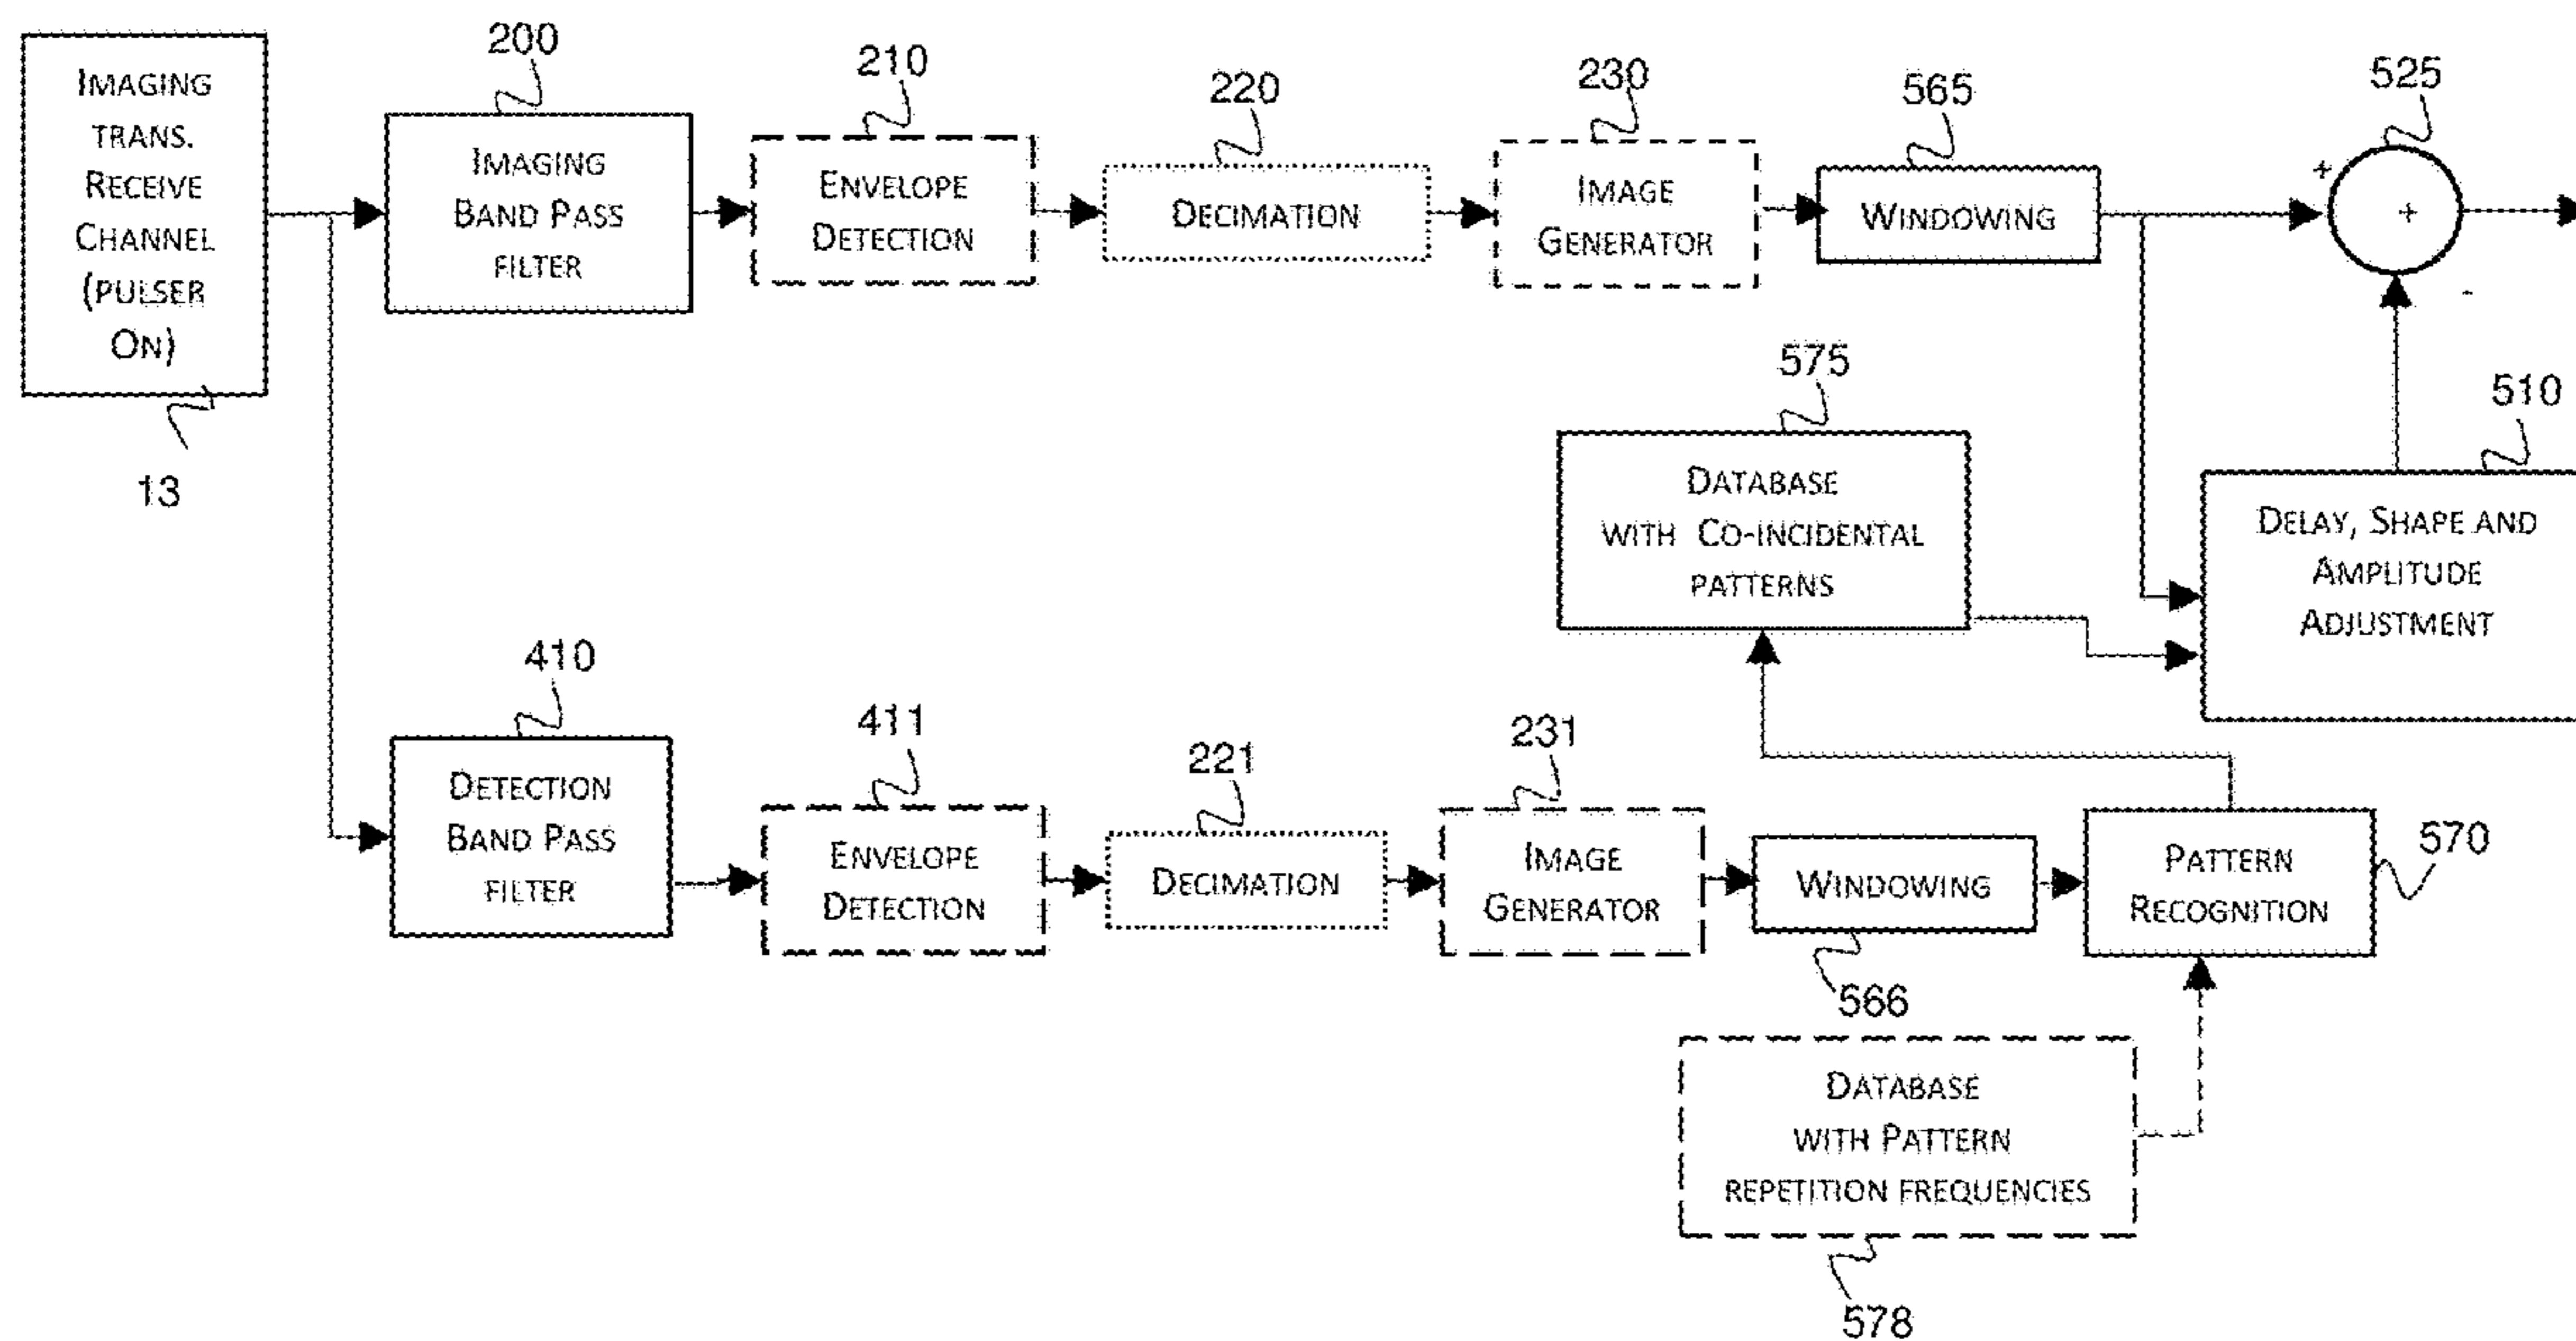 200
210
220
230
565
525
IMAGING
TRANS.
RECEIVE
CHANNEL
(PULSER
ON)
13
IMAGING
BAND PASS
FILTER
ENVELOPE
DETECTION
DECIMATION
IMAGE
GENERATOR
WINDOWING
+
+
-
575
510
DATABASE
WITH CO-INCIDENTAL
PATTERNS
DELAY, SHAPE AND
AMPLITUDE
ADJUSTMENT
410
411
221
231
DETECTION
BAND PASS
FILTER
ENVELOPE
DETECTION
DECIMATION
IMAGE
GENERATOR
WINDOWING
566
PATTERN
RECOGNITION
570
DATABASE
WITH PATTERN
REPETITION FREQUENCIES
578